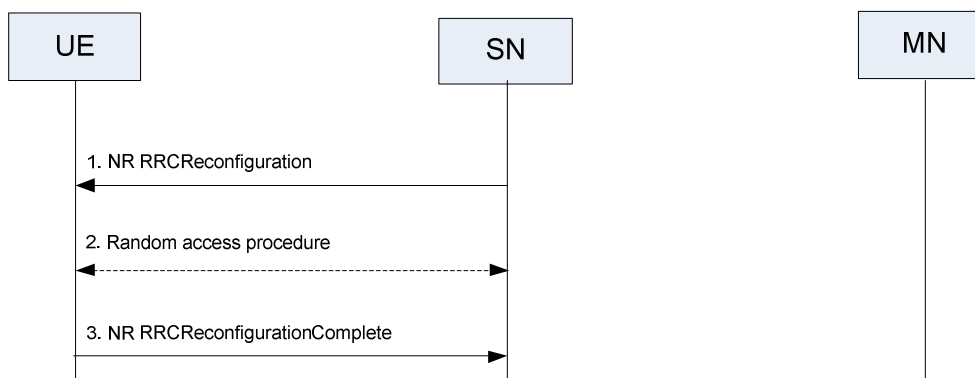 UE
SN
MN
1. NR RRCReconfiguration
2. Random access procedure
3. NR RRCReconfigurationComplete